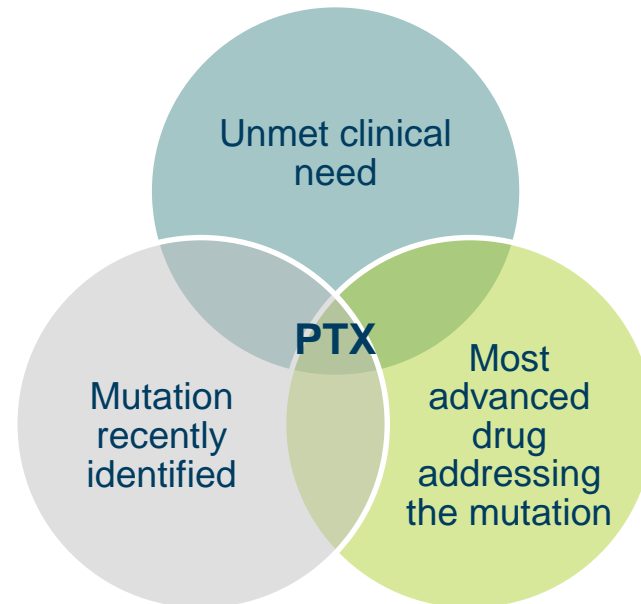 Unmet clinical
need
PTX
Mutation
recently
identified
Most
advanced
drug
addressing
the mutation